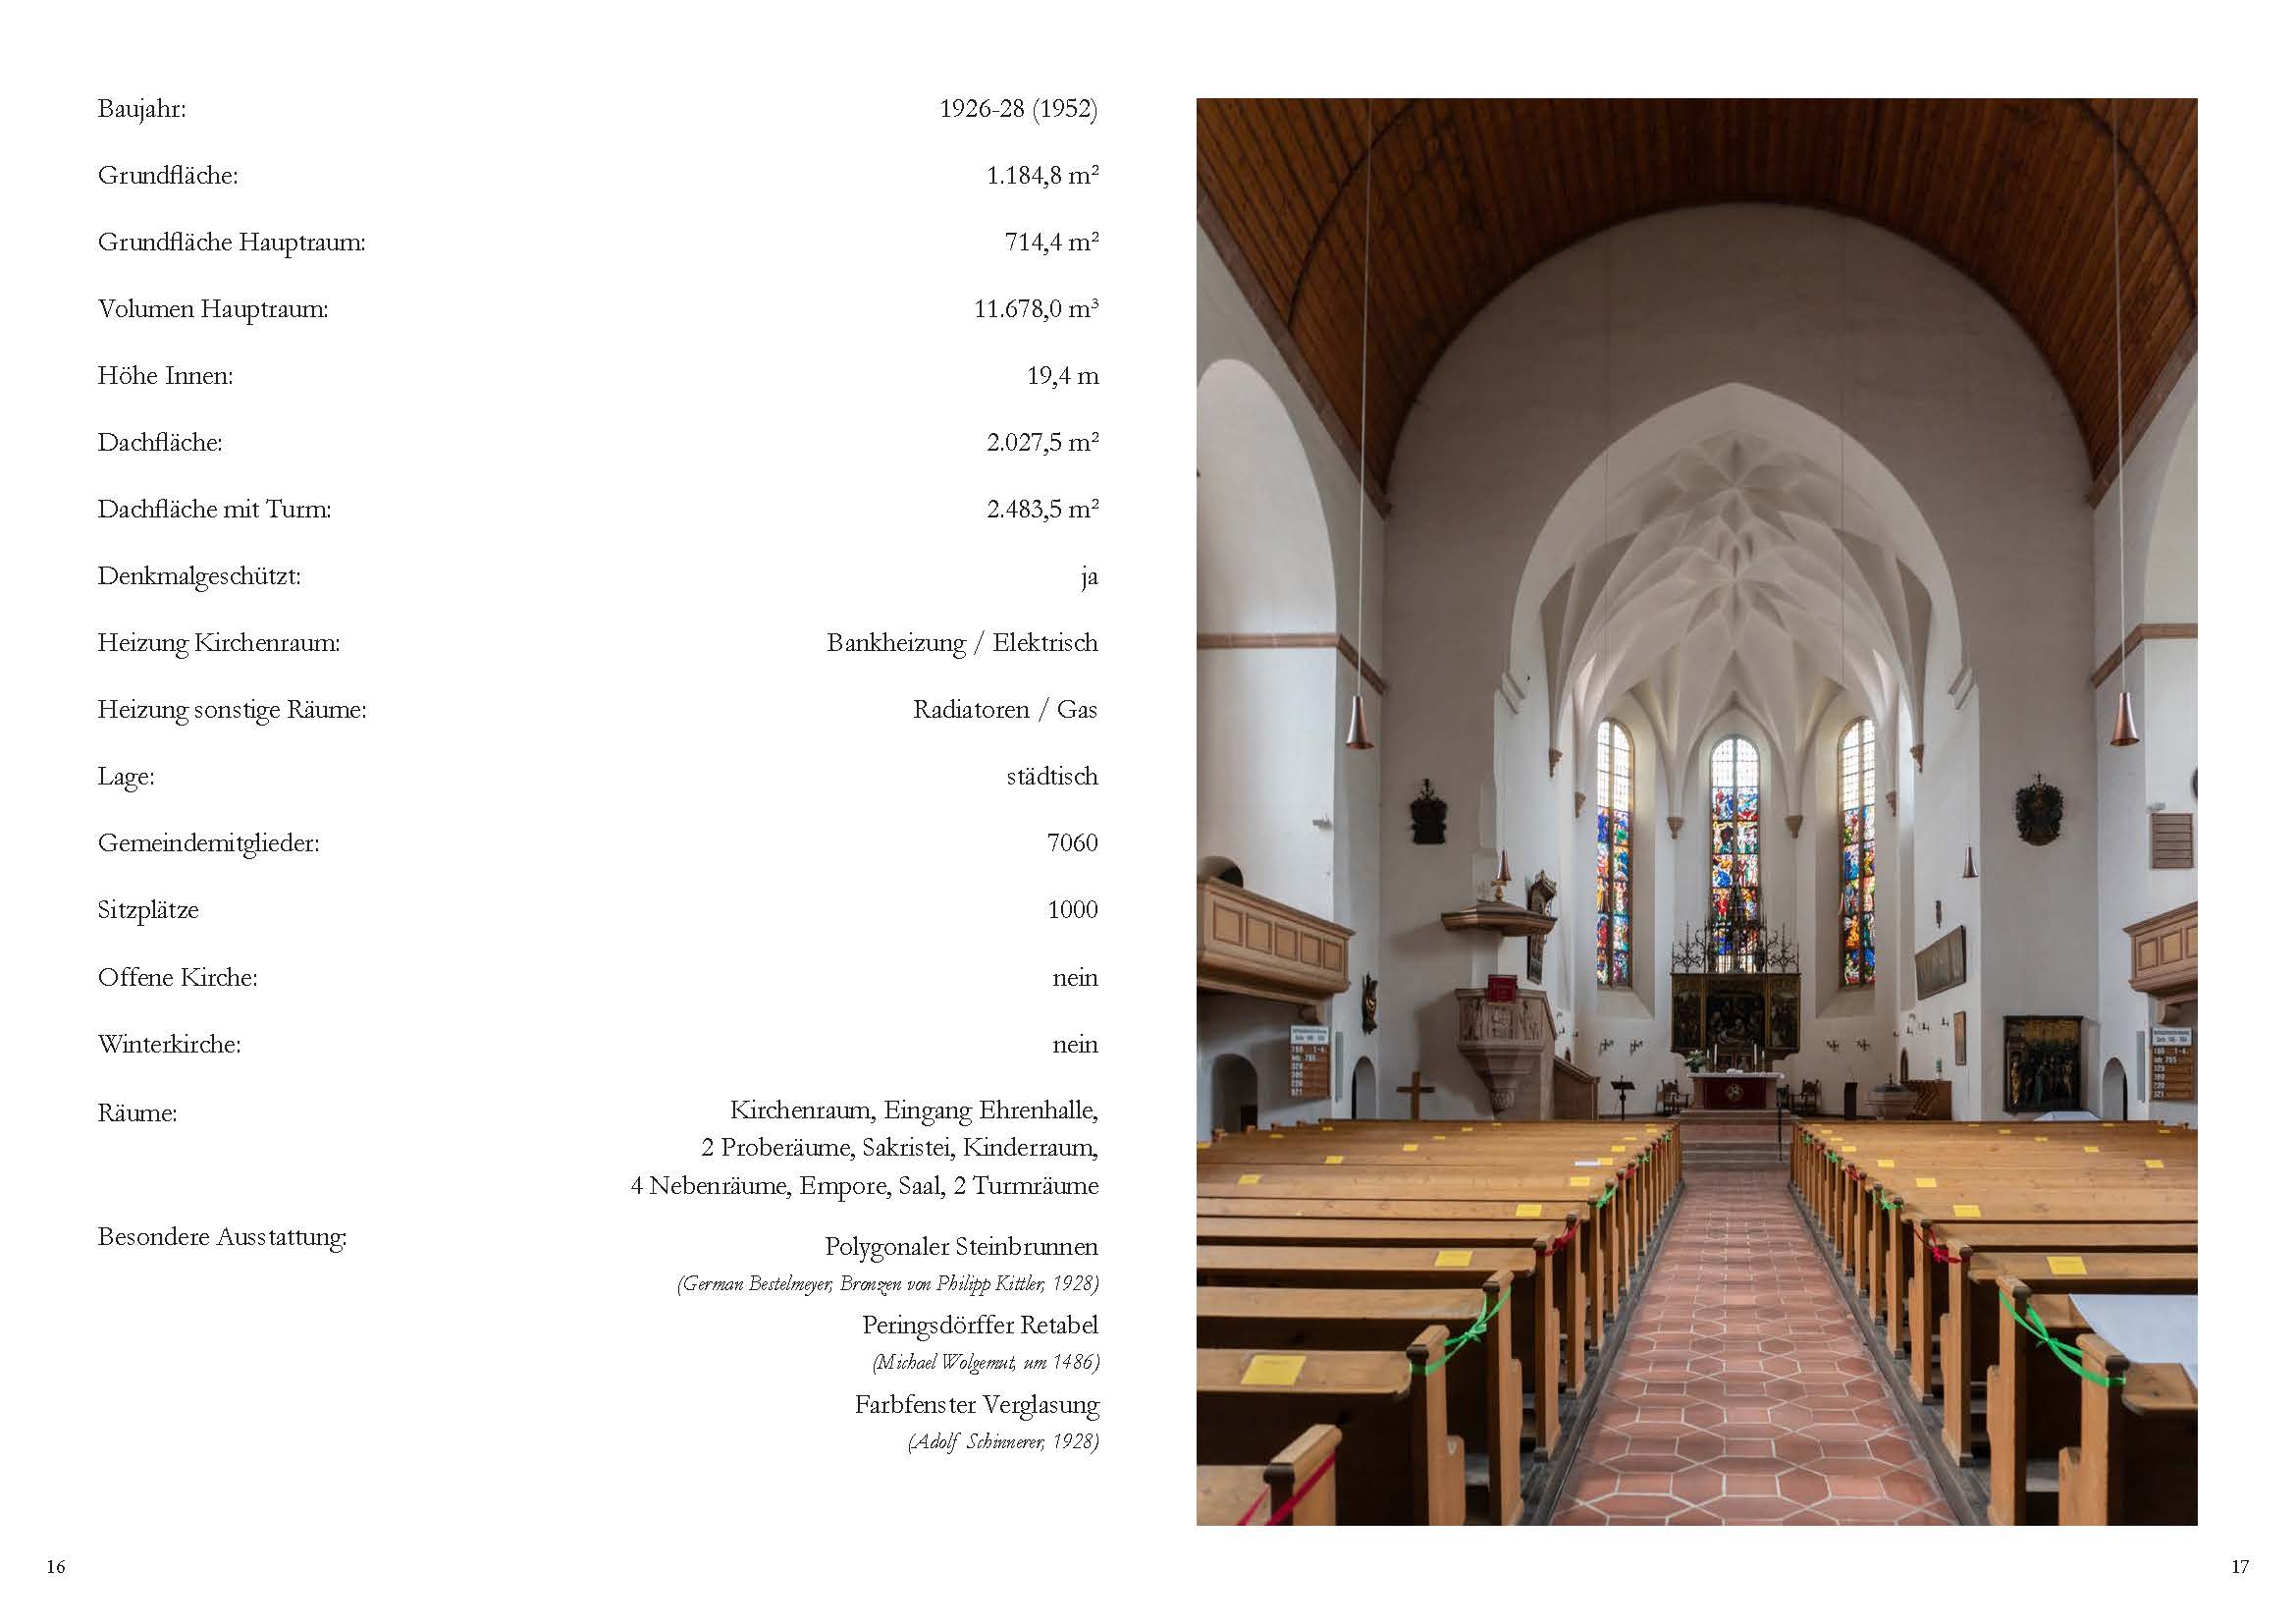 Baujahr: 1926-28 (1952)
Grundfläche: 1.184,8 m²
Grundfläche Hauptraum: 714,4 m²
Volumen Hauptraum: 11.678,0 m³
Höhe Innen: 19,4 m
Dachfläche: 2.027,5 m²
Dachfläche mit Turm: 2.483,5 m²
Denkmalgeschützt: ja
Heizung Kirchenraum: Bankheizung / Elektrisch
Heizung sonstige Räume: Radiatoren / Gas
Lage: städtisch
Gemeindemitglieder: 7060
Sitzplätze 1000
Offene Kirche: nein
Winterkirche: nein
Räume: Kirchenraum, Eingang Ehrenhalle,
2 Proberäume, Sakristei, Kinderraum,
4 Nebenräume, Empore, Saal, 2 Turmräume
Besondere Ausstattung: Polygonaler Steinbrunnen
(German Bestelmeyer, Bronzen von Philipp Kittler, 1928)
Peringsdörffer Retabel
(Michael Wolgemut, um 1486)
Farbfenster Verglasung
(Adolf Schinnerer, 1928)
16
17